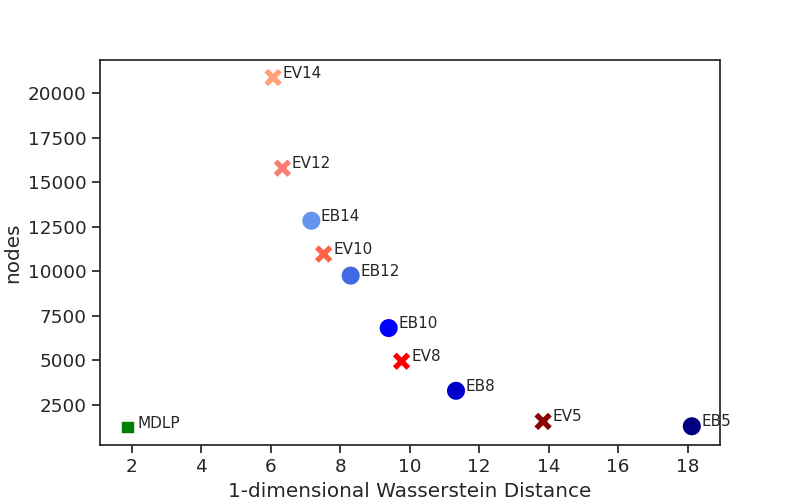 EV14
20000
17500
EV12
15000
EB14
12500
EV10
EB12
10000
nodes
7500
EB10
EV8
5000
EB8
2500
MDLP
EV5
EB5
2 4 6 8 10 12 14 16 18
1-dimensional Wasserstein Distance